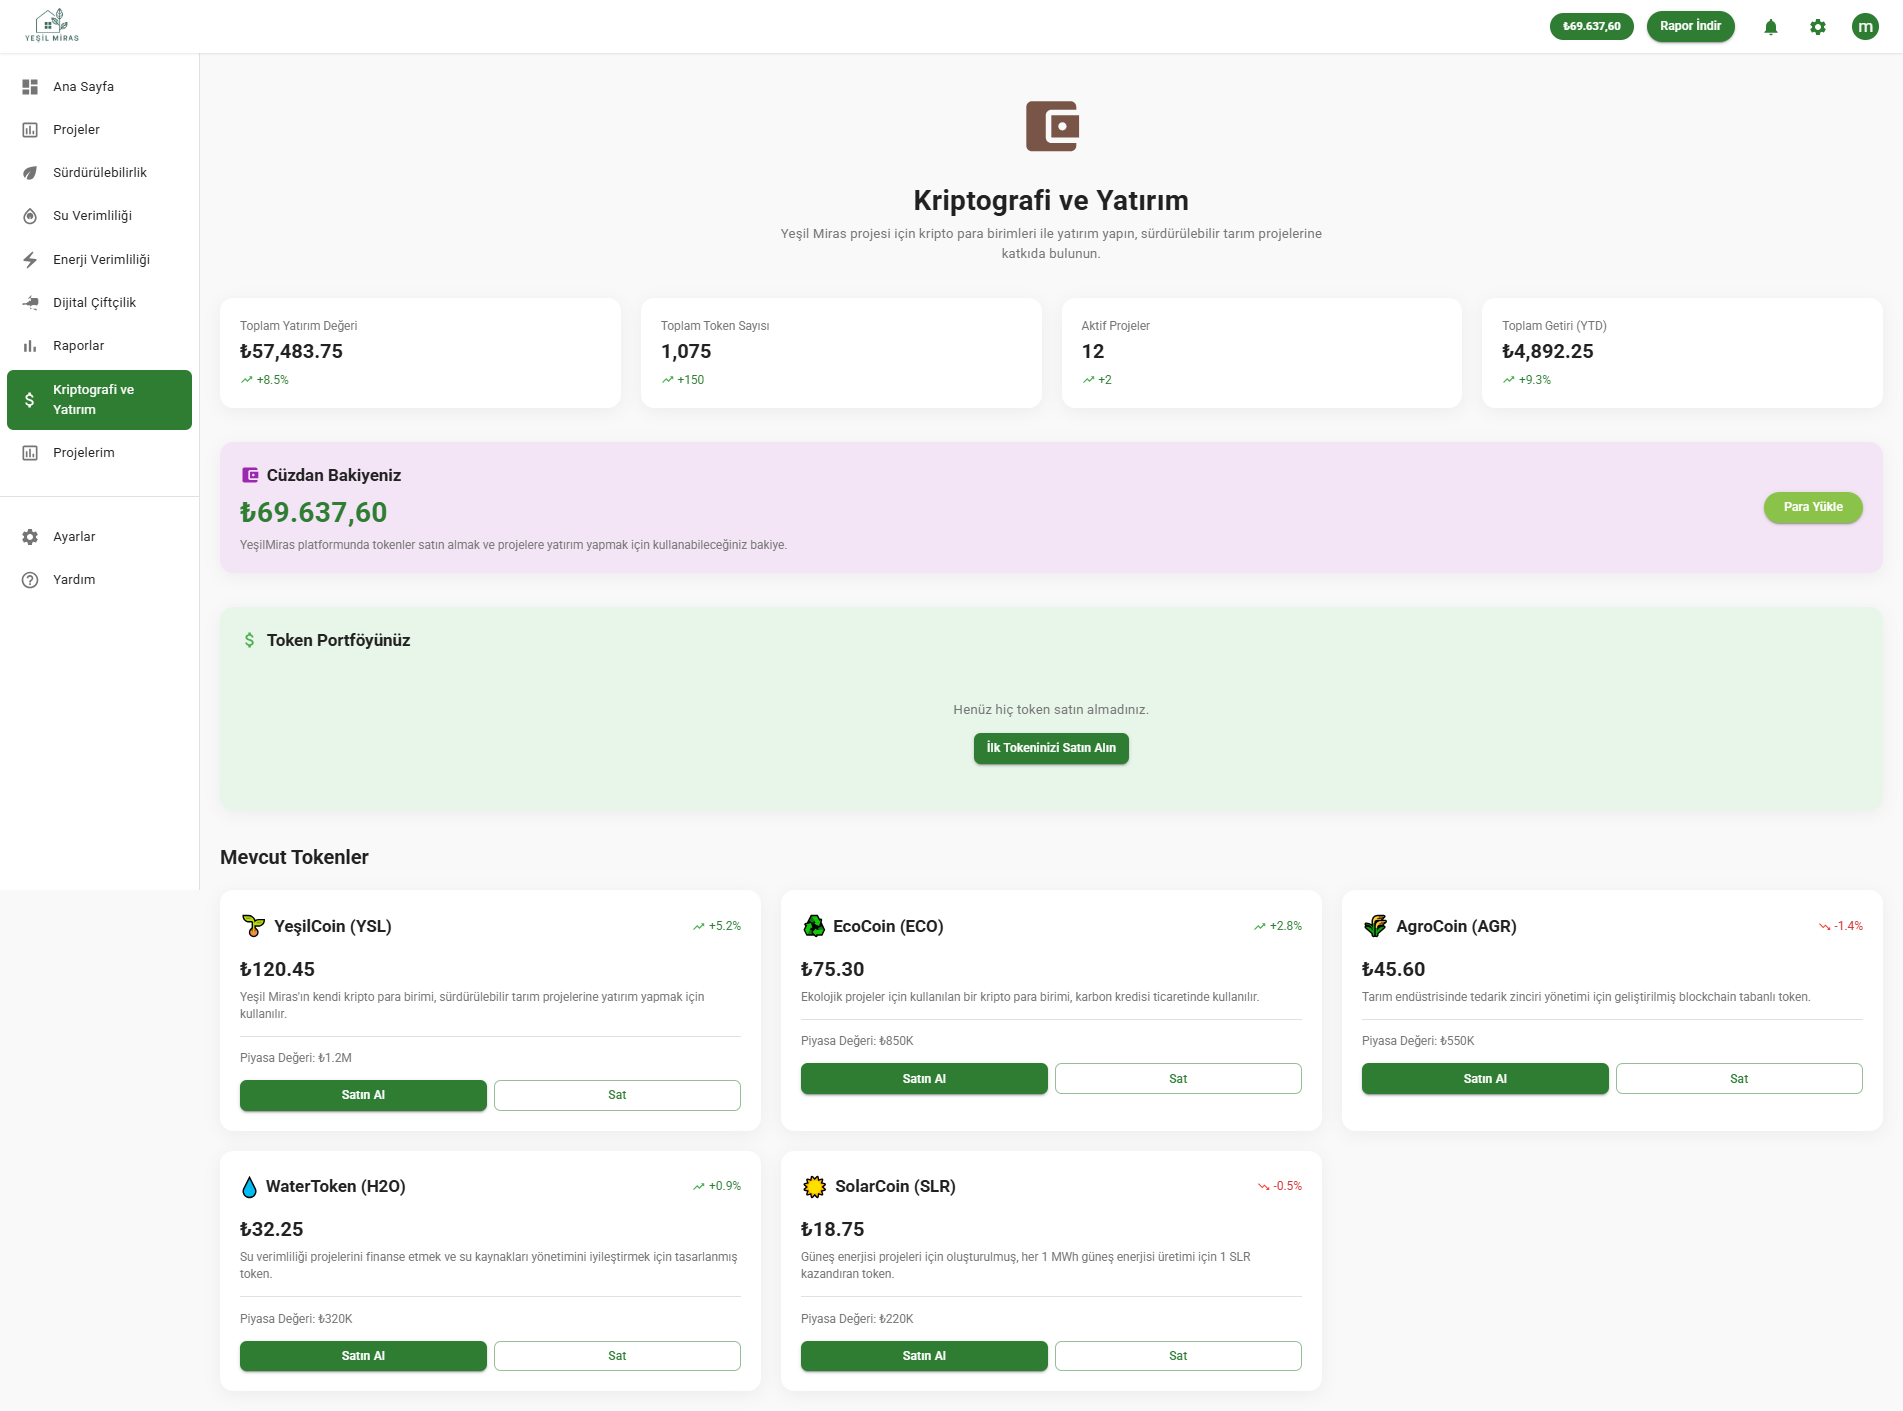 YEŞİL MİRAS
₺69.637,60
Rapor İndir
m
Ana Sayfa
Projeler
Sürdürülebilirlik
Su Verimliliği
Enerji Verimliliği
Dijital Çiftçilik
Raporlar
Kriptografi ve
Yatırım
Projelerim
Ayarlar
Yardım
Kriptografi ve Yatırım
Yeşil Miras projesi için kripto para birimleri ile yatırım yapın, sürdürülebilir tarım projelerine
katkıda bulunun.
Toplam Yatırım Değeri
₺57,483.75
+8.5%
Toplam Token Sayısı
1,075
+150
Aktif Projeler
12
+2
Toplam Getiri (YTD)
₺4,892.25
+9.3%
Cüzdan Bakiyeniz
₺69.637,60
YeşilMiras platformunda tokenler satın almak ve projelere yatırım yapmak için kullanabileceğiniz bakiye.
Para Yükle
$ Token Portföyünüz
Henüz hiç token satın almadınız.
İlk Tokeninizi Satın Alın
Mevcut Tokenler
YeşilCoin (YSL)
+5.2%
₺120.45
Yeşil Miras'ın kendi kripto para birimi, sürdürülebilir tarım projelerine yatırım yapmak için
kullanılır.
Piyasa Değeri: ₺1.2M
Satın Al
Sat
EcoCoin (ECO)
+2.8%
₺75.30
Ekolojik projeler için kullanılan bir kripto para birimi, karbon kredisi ticaretinde kullanılır.
Piyasa Değeri: ₺850K
Satın Al
Sat
AgroCoin (AGR)
-1.4%
₺45.60
Tarım endüstrisinde tedarik zinciri yönetimi için geliştirilmiş blockchain tabanlı token.
Piyasa Değeri: ₺550K
Satın Al
Sat
WaterToken (H2O)
+0.9%
₺32.25
Su verimliliği projelerini finanse etmek ve su kaynakları yönetimini iyileştirmek için tasarlanmış
token.
Piyasa Değeri: ₺320K
Satın Al
Sat
SolarCoin (SLR)
-0.5%
₺18.75
Güneş enerjisi projeleri için oluşturulmuş, her 1 MWh güneş enerjisi üretimi için 1 SLR
kazandıran token.
Piyasa Değeri: ₺220K
Satın Al
Sat